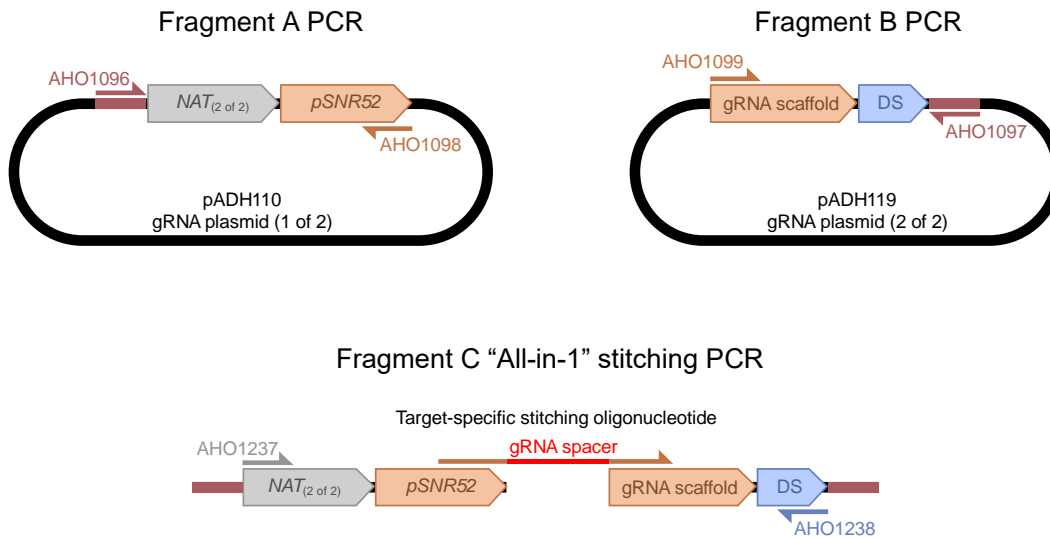 Fragment A PCR
AHO1096
NAT(2 of 2)
pSNR52
AHO1098
pADH110
gRNA plasmid (1 of 2)
Fragment B PCR
AHO1099
gRNA scaffold
DS
AHO1097
pADH119
gRNA plasmid (2 of 2)
Fragment C “All-in-1” stitching PCR
Target-specific stitching oligonucleotide
gRNA spacer
AHO1237
NAT(2 of 2)
pSNR52
gRNA scaffold
DS
AHO1238